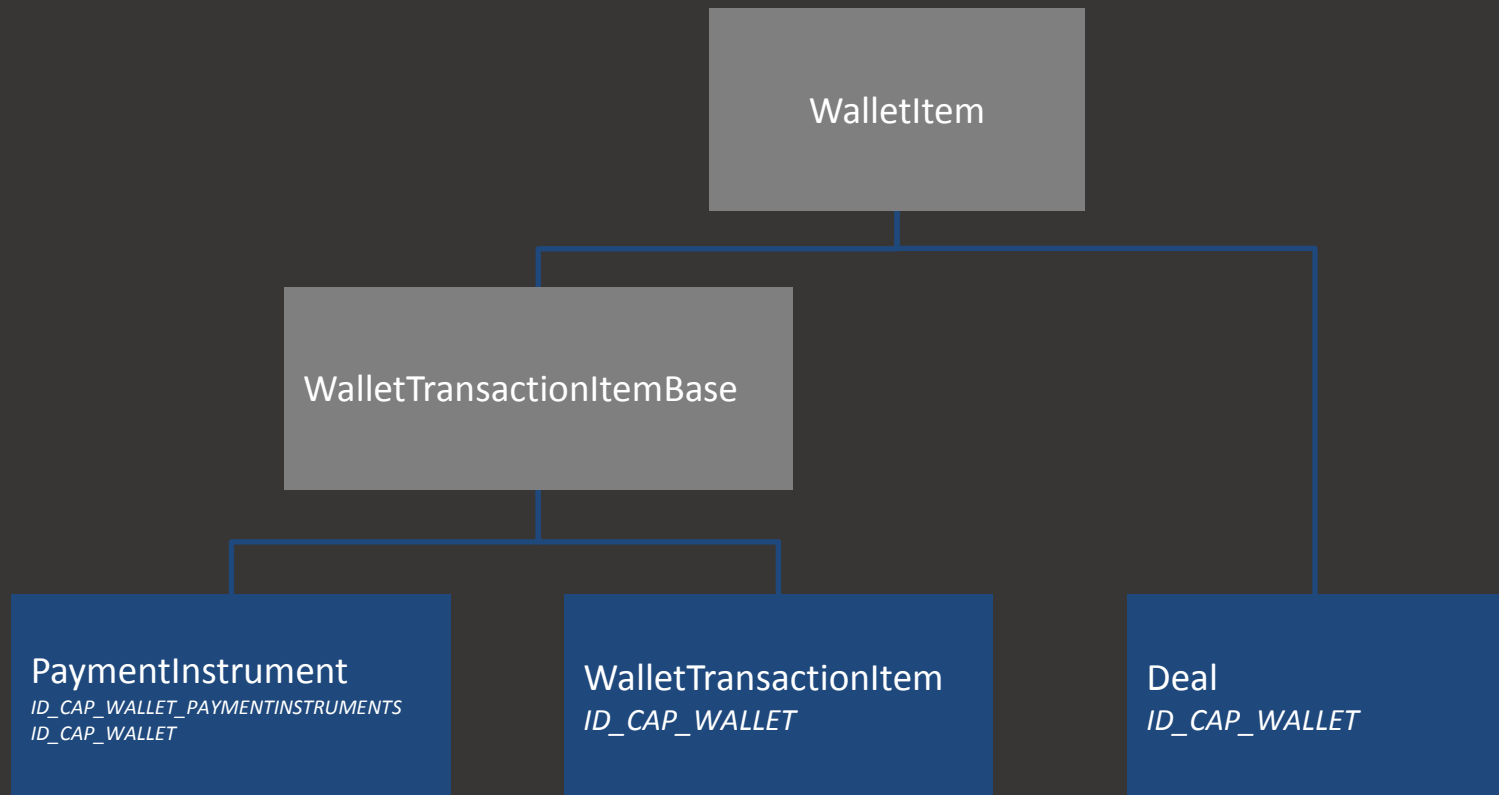 WalletItem
WalletTransactionItemBase
PaymentInstrument
ID_CAP_WALLET_PAYMENTINSTRUMENTS
ID_CAP_WALLET
WalletTransactionItem
ID_CAP_WALLET
Deal
ID_CAP_WALLET